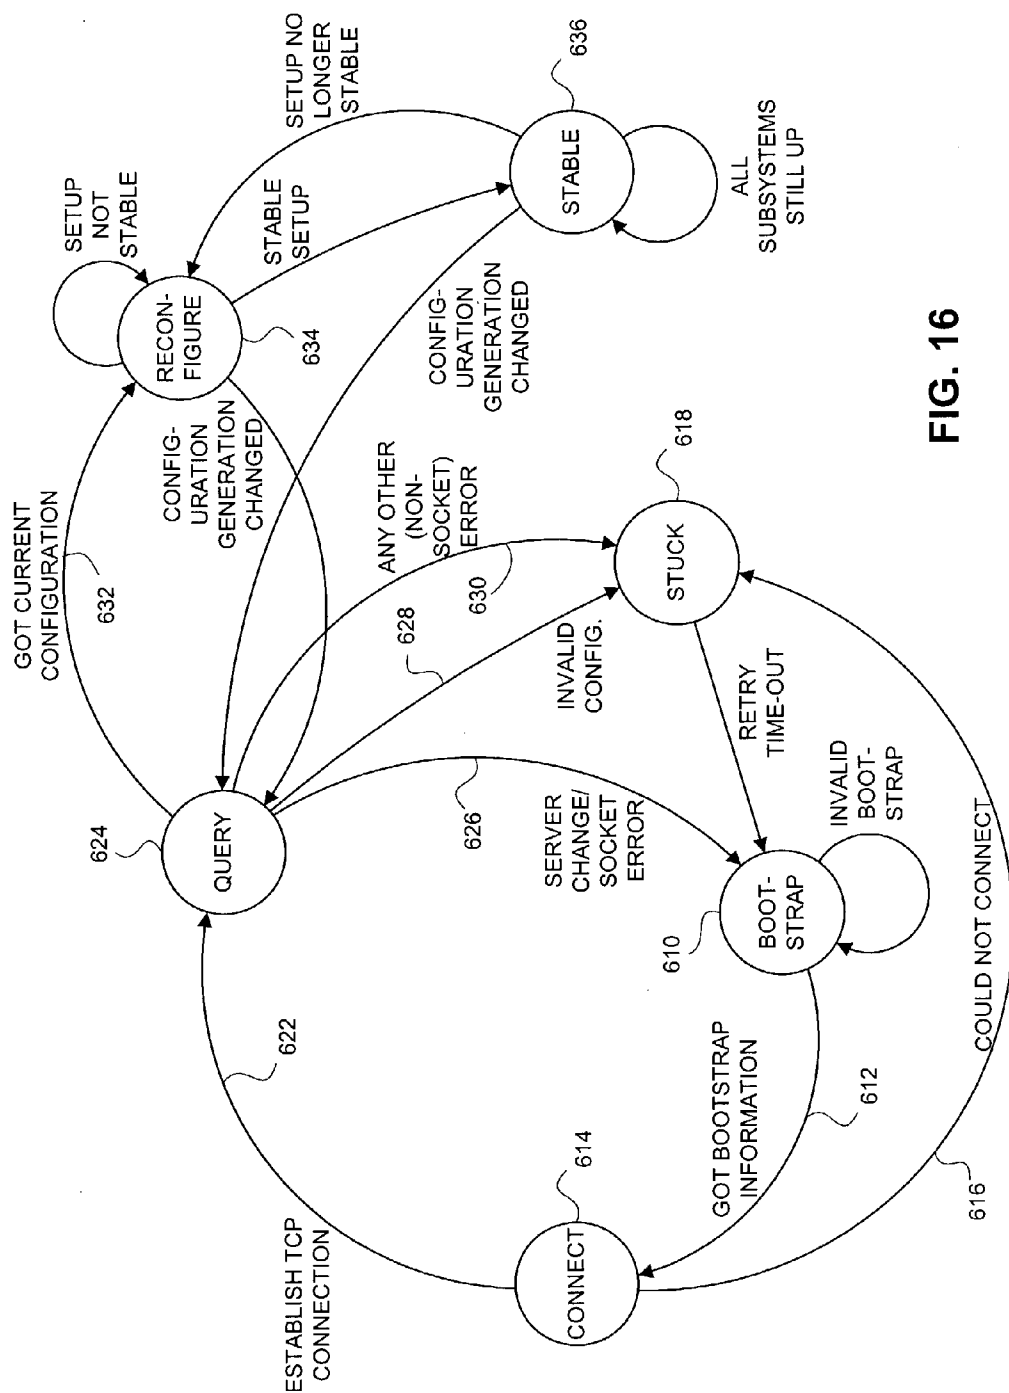 ESTABLISH TCP
CONNECTION
622
CONNECT
614
GOT BOOTSTRAP
INFORMATION
612
616
COULD NOT CONNECT
624
QUERY
GOT CURRENT
CONFIGURATION
632
626
SERVER
CHANGE/
SOCKET
ERROR
610
BOOT-
STRAP
INVALID
BOOT-
STRAP
628
INVALID
CONFIG.
630
ANY OTHER
(NON-
SOCKET)
ERROR
RETRY
TIME-OUT
STUCK
618
CONFIG-
URATION
GENERATION
CHANGED
RECON-
FIGURE
634
SETUP
NOT
STABLE
STABLE
SETUP
CONFIG-
URATION
GENERATION
CHANGED
SETUP NO
LONGER
STABLE
STABLE
636
ALL
SUBSYSTEMS
STILL UP
FIG. 16